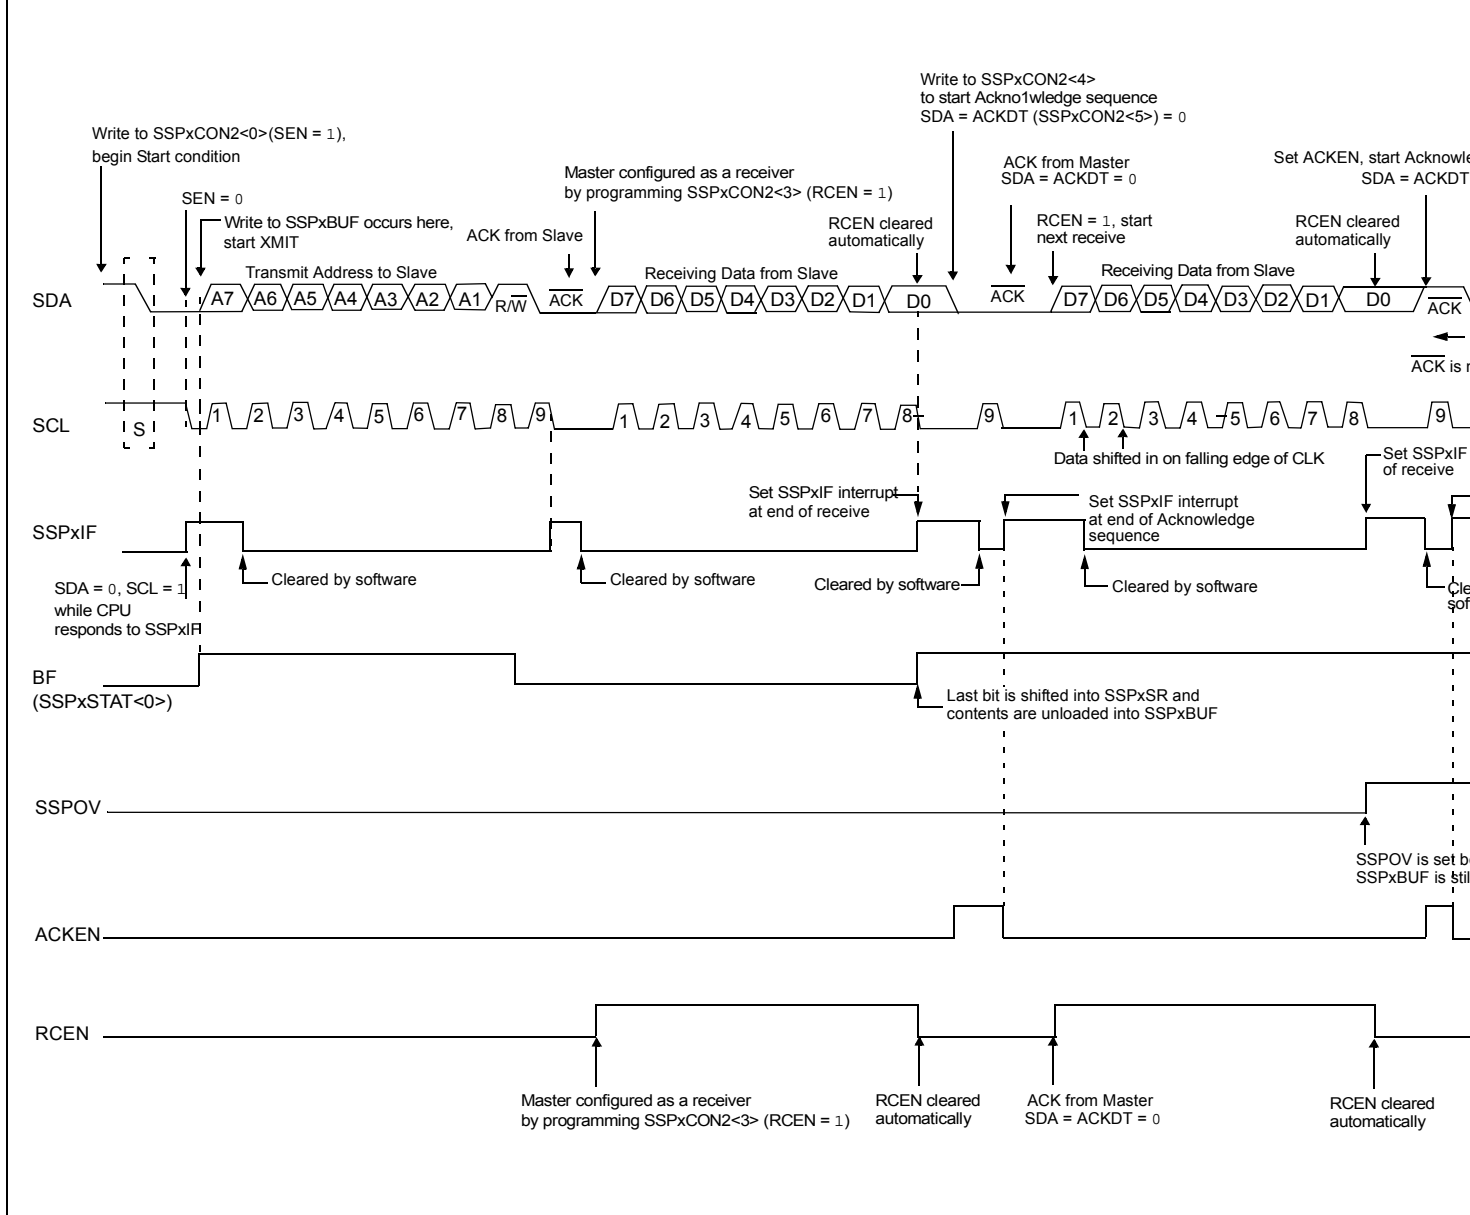 Write to SSPxCON2<4>
to start Ackno1wledge sequence
SDA = ACKDT (SSPxCON2<5>) = 0
Write to SSPxCON2<0>(SEN = 1),
begin Start condition
ACK from Master
SDA = ACKDT = 0
Set ACKEN, start Acknowle
SDA = ACKDT
Master configured as a receiver
by programming SSPxCON2<3> (RCEN = 1)
SEN = 0
Write to SSPxBUF occurs here,
start XMIT
ACK from Slave
RCEN cleared
automatically
RCEN = 1, start
next receive
RCEN cleared
automatically
Transmit Address to Slave
Receiving Data from Slave
Receiving Data from Slave
SDA A7 A6 A5 A4 A3 A2 A1 R/W ACK D7 D6 D5 D4 D3 D2 D1 D0 ACK D7 D6 D5 D4 D3 D2 D1 D0 ACK
ACK is
SCL S 1 2 3 4 5 6 7 8 9 1 2 3 4 5 6 7 8 9 1 2 3 4 5 6 7 8 9
Data shifted in on falling edge of CLK
Set SSPxIF
of receive
Set SSPxIF interrupt
at end of receive
Set SSPxIF interrupt
at end of Acknowledge
sequence
SSPxIF
SDA = 0, SCL = 1
while CPU
responds to SSPxIF
Cleared by software
Cleared by software
Cleared by software
Cleared by software
Cle
sof
BF
(SSPxSTAT<0>)
Last bit is shifted into SSPxSR and
contents are unloaded into SSPxBUF
SSPOV
SSPOV is set b
SSPxBUF is stil
ACKEN
RCEN
Master configured as a receiver
by programming SSPxCON2<3> (RCEN = 1)
RCEN cleared
automatically
ACK from Master
SDA = ACKDT = 0
RCEN cleared
automatically